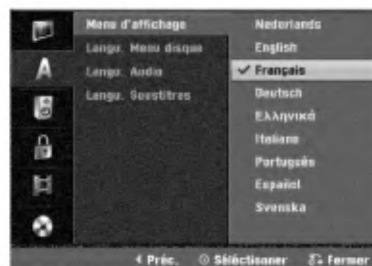 Menu d'affichage
Langu. Menu disque
Langu. Audio
Langu. Soustitres
Nederlands
English
✓ Français
Deutsch
Ελληνικά
Italiano
Português
Español
Svenska
A
Préc. Séléctionner Fermer